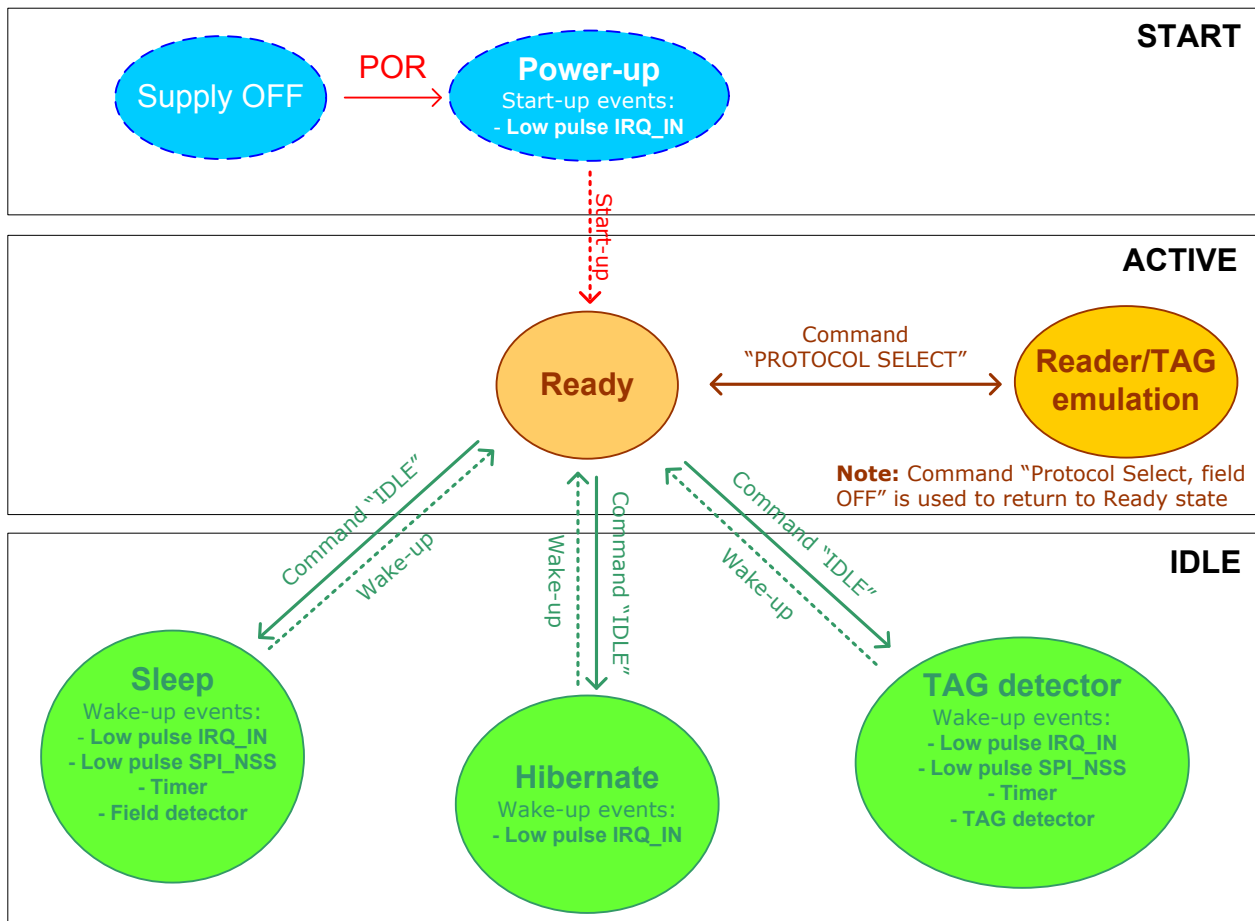 START
Supply OFF
POR
Power-up
Start-up events:
- Low pulse IRQ_IN
Start-up
ACTIVE
Ready
Command
“PROTOCOL SELECT”
Reader/TAG
emulation
Note: Command “Protocol Select, field
OFF” is used to return to Ready state
Command “IDLE”
Wake-up
Wake-up
Command “IDLE”
Command “IDLE”
Wake-up
IDLE
Sleep
Wake-up events:
- Low pulse IRQ_IN
- Low pulse SPI_NSS
- Timer
- Field detector
Hibernate
Wake-up events:
- Low pulse IRQ_IN
TAG detector
Wake-up events:
- Low pulse IRQ_IN
- Low pulse SPI_NSS
- Timer
- TAG detector